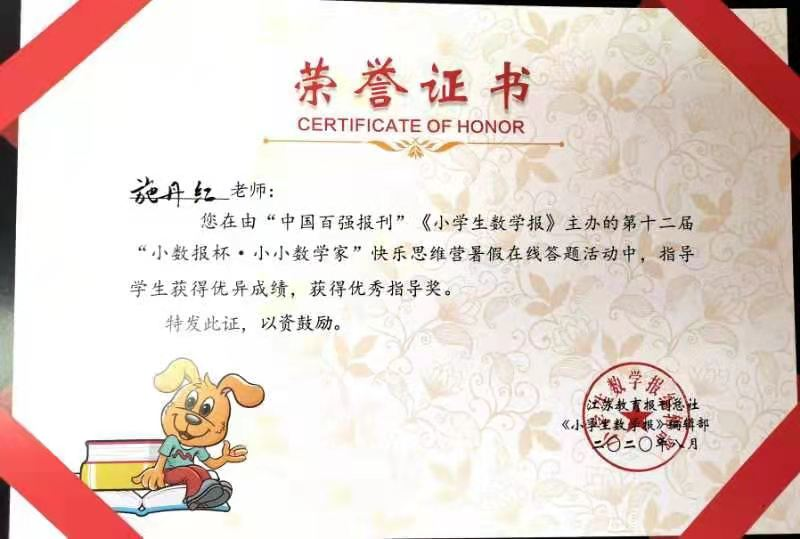 荣誉证书
CERTIFICATE OF HONOR
施丹红老师：
您在由“中国百强报刊”《小学生数学报》主办的第十二届
“小数报杯·小小数学家”快乐思维营暑假在线答题活动中，指导
学生获得优异成绩，获得优秀指导奖。
特发此证，以资鼓励。
江苏教育报刊总社
《小学生数学报》编辑部
二〇二〇年八月